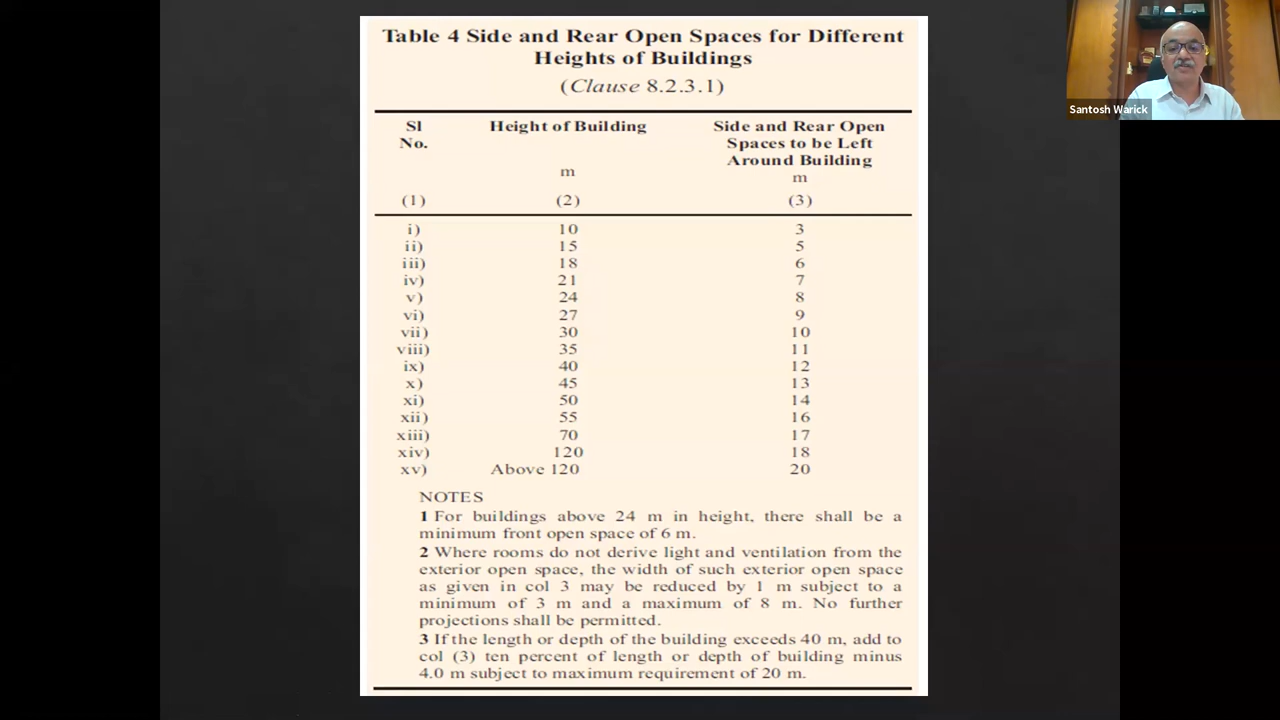 Table 4 Side and Rear Open Spaces for Different
Heights of Buildings
(Clause 8.2.3.1)
Sl No. Height of Building Side and Rear Open Spaces to be Left Around Building
m m
(1) (2) (3)
i) 10 3
ii) 15 5
iii) 18 6
iv) 21 7
v) 24 8
vi) 27 9
vii) 30 10
viii) 35 11
ix) 40 12
x) 45 13
xi) 50 14
xii) 55 16
xiii) 70 17
xiv) 120 18
xv) Above 120 20
NOTES
1 For buildings above 24 m in height, there shall be a
minimum front open space of 6 m.
2 Where rooms do not derive light and ventilation from the
exterior open space, the width of such exterior open space
as given in col 3 may be reduced by 1 m subject to a
minimum of 3 m and a maximum of 8 m. No further
projections shall be permitted.
3 If the length or depth of the building exceeds 40 m, add to
col (3) ten percent of length or depth of building minus
4.0 m subject to maximum requirement of 20 m.
Santosh Warick